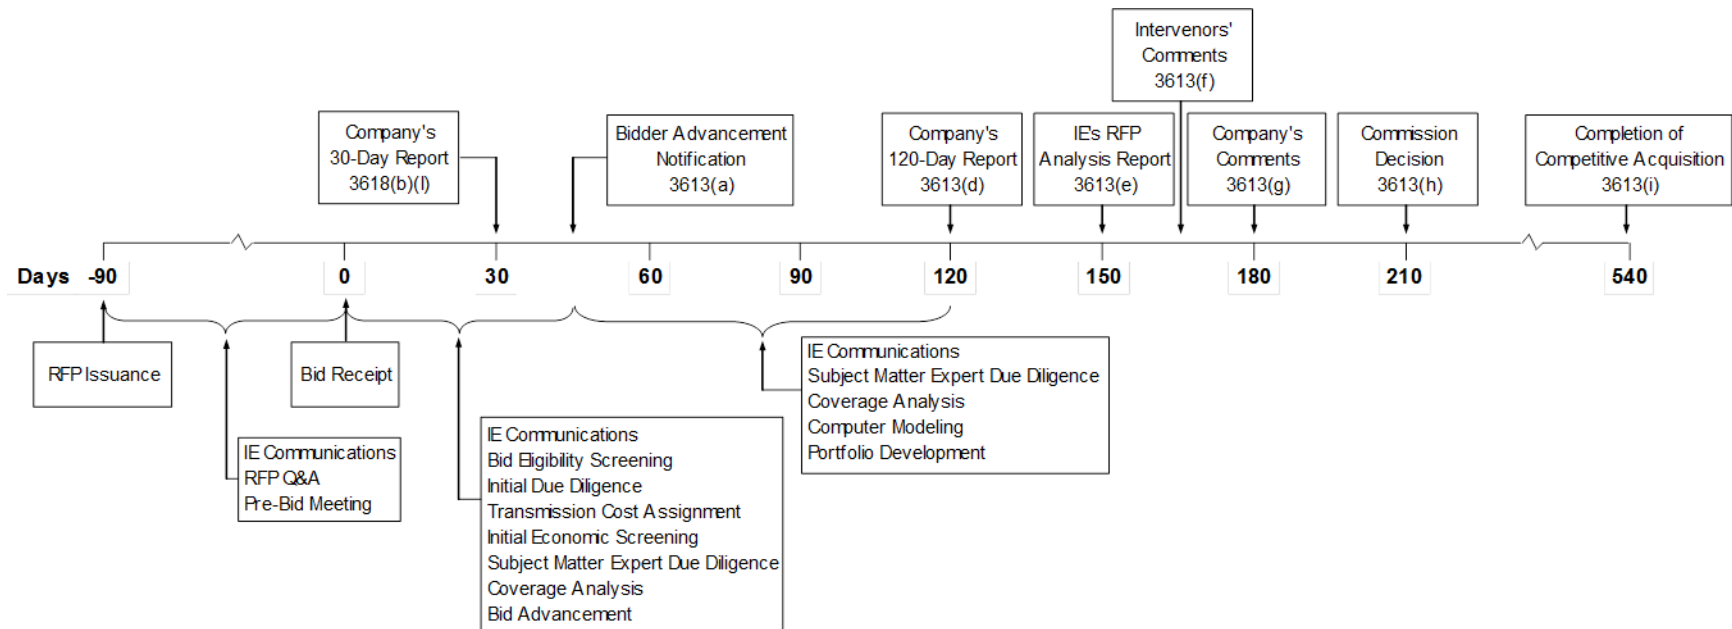 Intervenors'
Comments
3613(f)
Company's
30-Day Report
3618(b)(I)
Bidder Advancement
Notification
3613(a)
Company's
120-Day Report
3613(d)
IE's RFP
Analysis Report
3613(e)
Company's
Comments
3613(g)
Commission
Decision
3613(h)
Completion of
Competitive Acquisition
3613(i)
Days -90 0 30 60 90 120 150 180 210 540
RFP Issuance
Bid Receipt
IE Communications
RFP Q&A
Pre-Bid Meeting
IE Communications
Bid Eligibility Screening
Initial Due Diligence
Transmission Cost Assignment
Initial Economic Screening
Subject Matter Expert Due Diligence
Coverage Analysis
Bid Advancement
IE Communications
Subject Matter Expert Due Diligence
Coverage Analysis
Computer Modeling
Portfolio Development